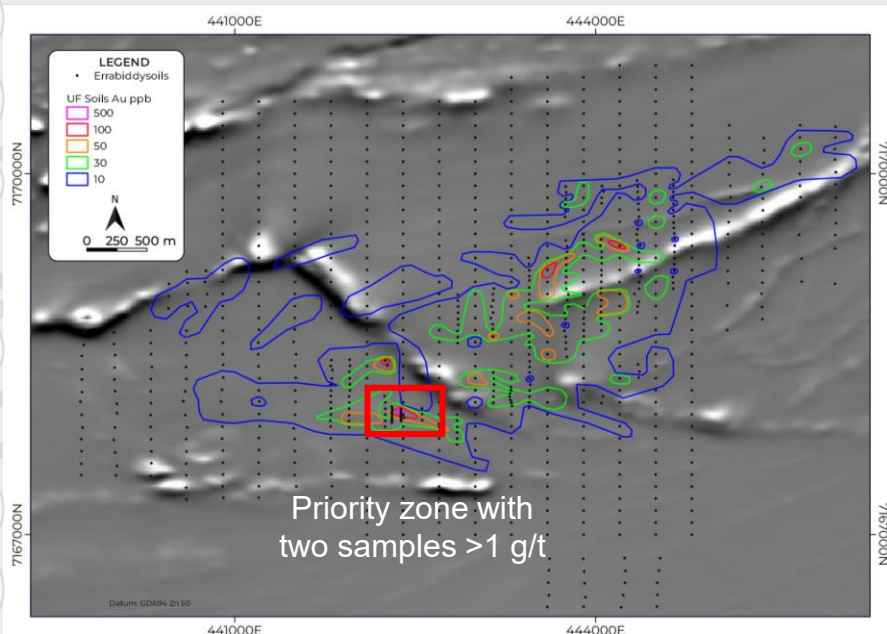 441000E 444000E
LEGEND
Errabiddysoils
UF Soils Au ppb
500
100
50
30
10
N
0 250 500 m
7170000N
7170000N
7167000N
7167000N
Priority zone with
two samples >1 g/t
Datum: GDA94 Zn 50
441000E 444000E